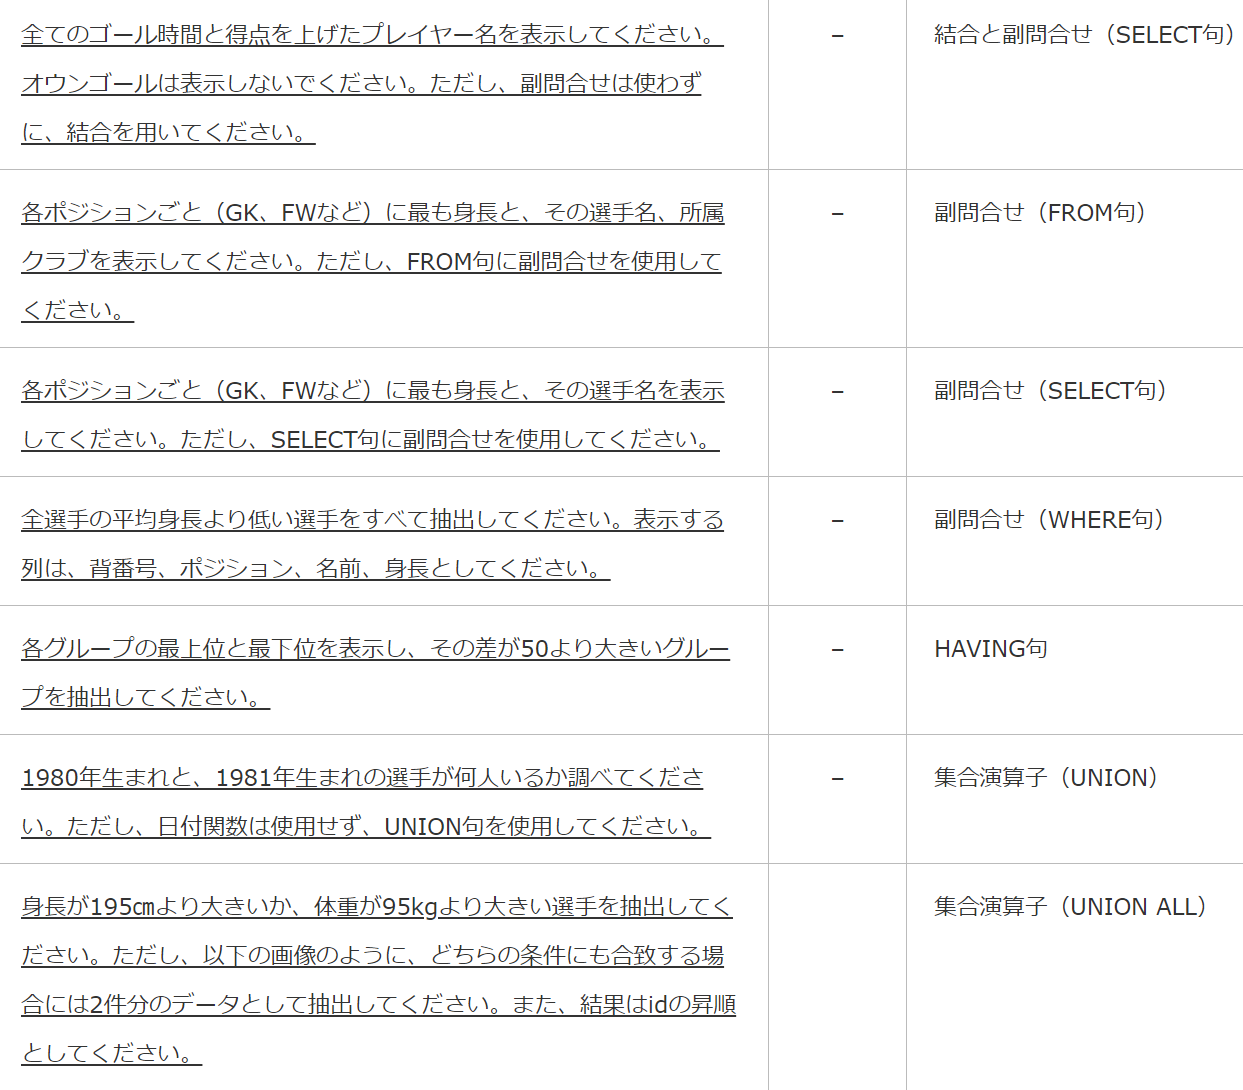 全てのゴール時間と得点を上げたプレイヤー名を表示してください。
オウンゴールは表示しないでください。ただし、副問合せは使わず
に、結合を用いてください。
–
結合と副問合せ（SELECT句）
各ポジションごと（GK、FWなど）に最も身長と、その選手名、所属
クラブを表示してください。ただし、FROM句に副問合せを使用して
ください。
–
副問合せ（FROM句）
各ポジションごと（GK、FWなど）に最も身長と、その選手名を表示
してください。ただし、SELECT句に副問合せを使用してください。
–
副問合せ（SELECT句）
全選手の平均身長より低い選手をすべて抽出してください。表示する
列は、背番号、ポジション、名前、身長としてください。
–
副問合せ（WHERE句）
各グループの最上位と最下位を表示し、その差が50より大きいグルー
プを抽出してください。
–
HAVING句
1980年生まれと、1981年生まれの選手が何人いるか調べてくださ
い。ただし、日付関数は使用せず、UNION句を使用してください。
–
集合演算子（UNION）
身長が195㎝より大きいか、体重が95kgより大きい選手を抽出してく
ださい。ただし、以下の画像のように、どちらの条件にも合致する場
合には2件分のデータとして抽出してください。また、結果はidの昇順
としてください。
集合演算子（UNION ALL）